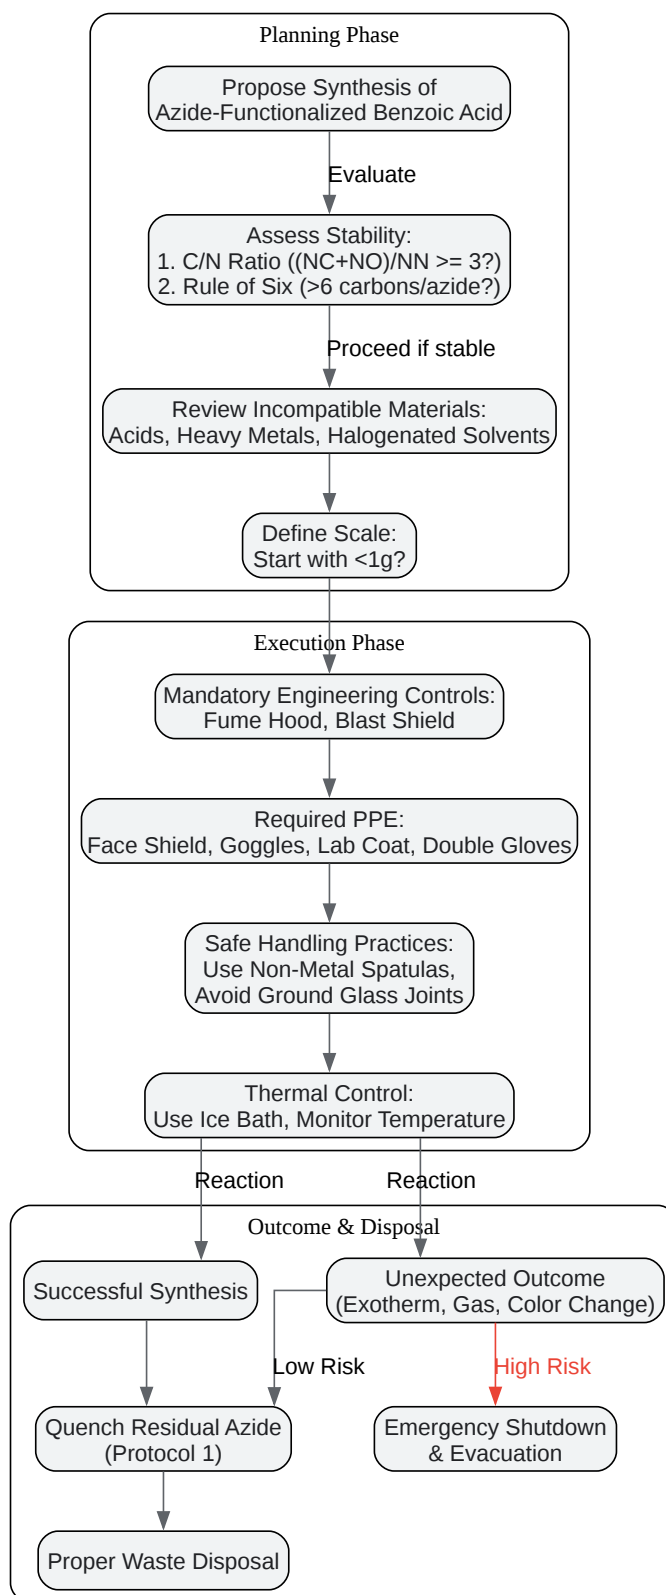 Planning Phase
Propose Synthesis of
Azide-Functionalized Benzoic Acid
Evaluate
Assess Stability:
1. C/N Ratio ((NC+NO)/NN >= 3?)
2. Rule of Six (>6 carbons/azide?)
Proceed if stable
Review Incompatible Materials:
Acids, Heavy Metals, Halogenated Solvents
Define Scale:
Start with <1g?
Execution Phase
Mandatory Engineering Controls:
Fume Hood, Blast Shield
Required PPE:
Face Shield, Goggles, Lab Coat, Double Gloves
Safe Handling Practices:
Use Non-Metal Spatulas,
Avoid Ground Glass Joints
Thermal Control:
Use Ice Bath, Monitor Temperature
Reaction
Reaction
Outcome & Disposal
Successful Synthesis
Unexpected Outcome
(Exotherm, Gas, Color Change)
Low Risk
High Risk
Quench Residual Azide
(Protocol 1)
Emergency Shutdown
& Evacuation
Proper Waste Disposal